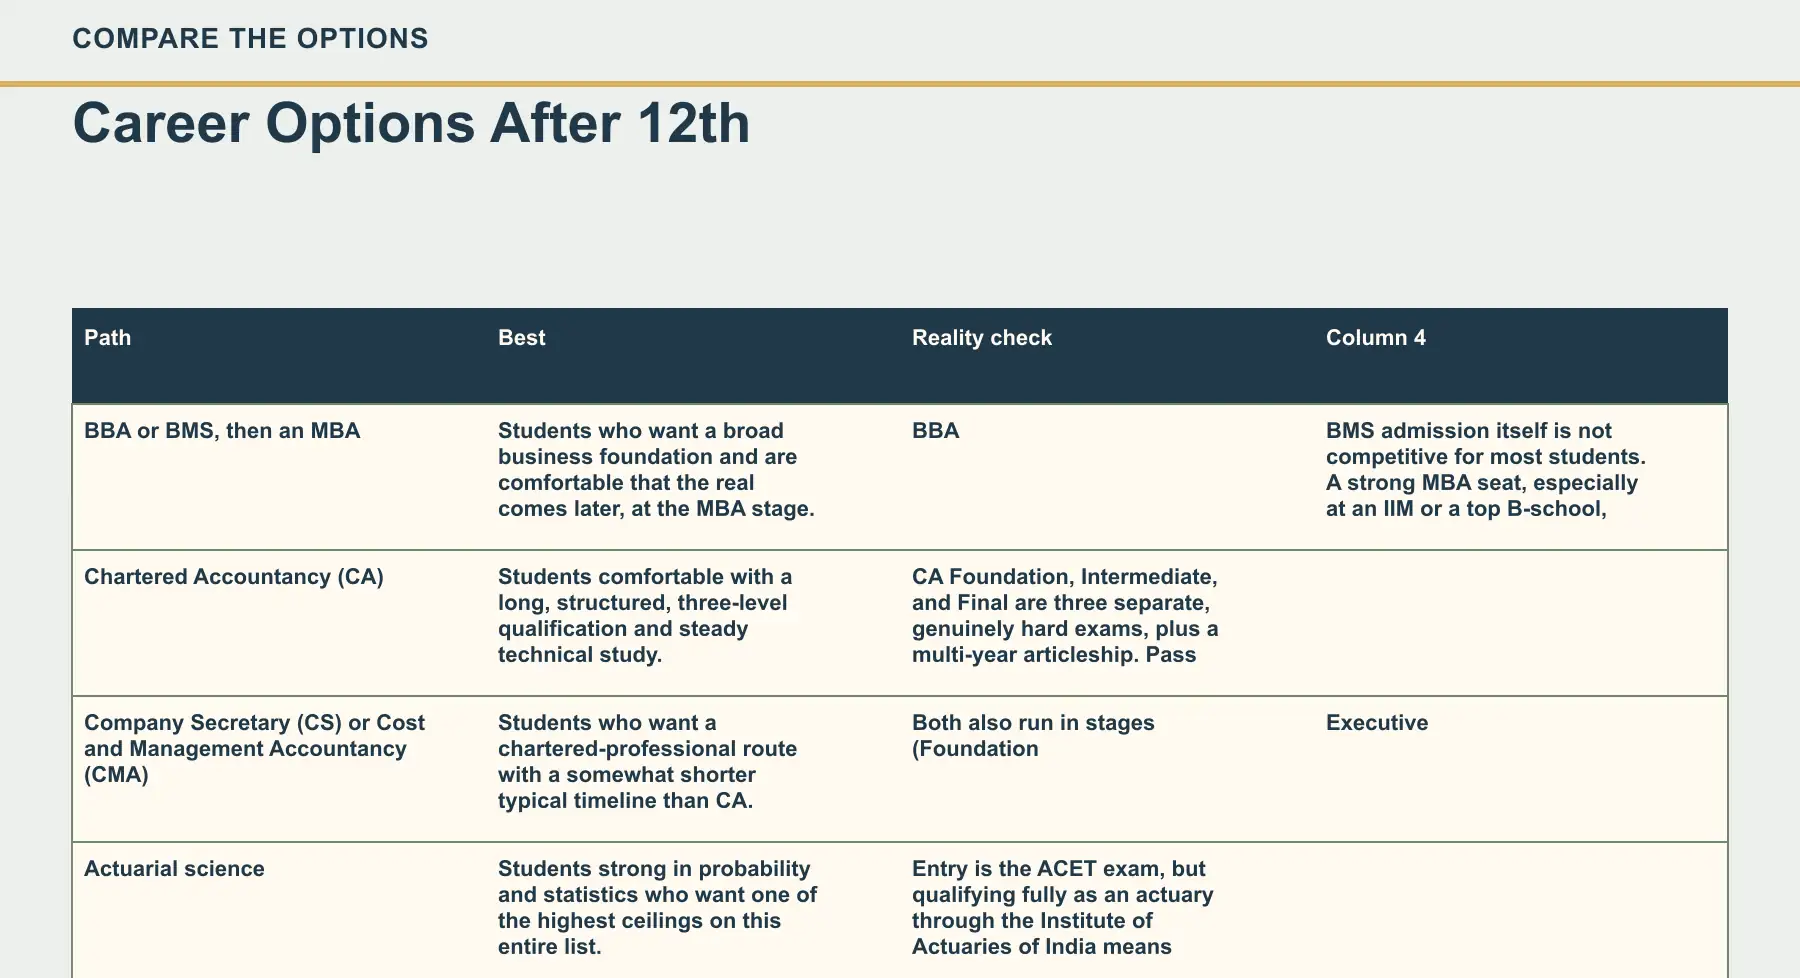 COMPARE THE OPTIONS
Career Options After 12th
Path
Best
Reality check
Column 4
BBA or BMS, then an MBA
Students who want a broad
business foundation and are
comfortable that the real
comes later, at the MBA stage.
BBA
BMS admission itself is not
competitive for most students.
A strong MBA seat, especially
at an IIM or a top B-school,
Chartered Accountancy (CA)
Students comfortable with a
long, structured, three-level
qualification and steady
technical study.
CA Foundation, Intermediate,
and Final are three separate,
genuinely hard exams, plus a
multi-year articleship. Pass
Company Secretary (CS) or Cost
and Management Accountancy
(CMA)
Students who want a
chartered-professional route
with a somewhat shorter
typical timeline than CA.
Both also run in stages
(Foundation
Executive
Actuarial science
Students strong in probability
and statistics who want one of
the highest ceilings on this
entire list.
Entry is the ACET exam, but
qualifying fully as an actuary
through the Institute of
Actuaries of India means